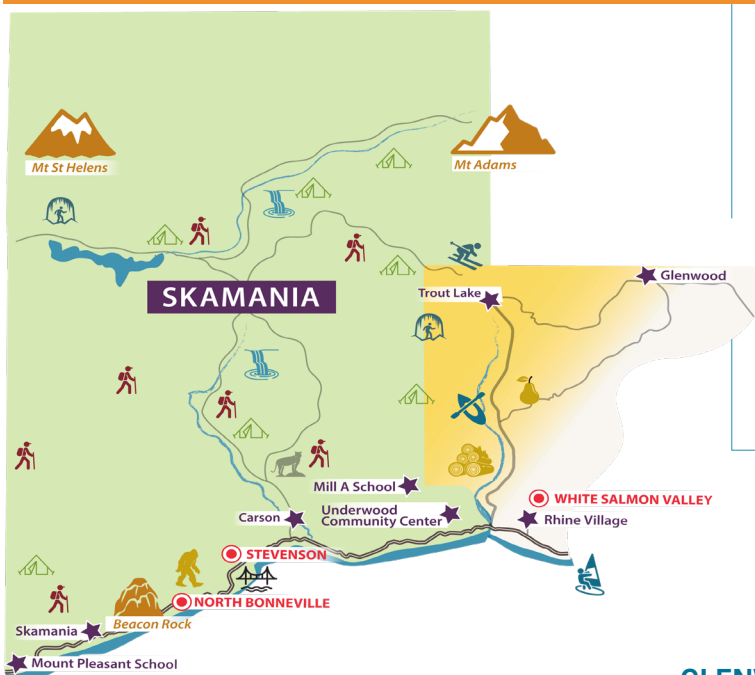 Mt St Helens
Mt Adams
SKAMANIA
Trout Lake
Glenwood
Mill A School
WHITE SALMON VALLEY
Carson
Underwood
Community Center
Rhine Village
STEVENSON
NORTH BONNEVILLE
Beacon Rock
Skamania
Mount Pleasant School